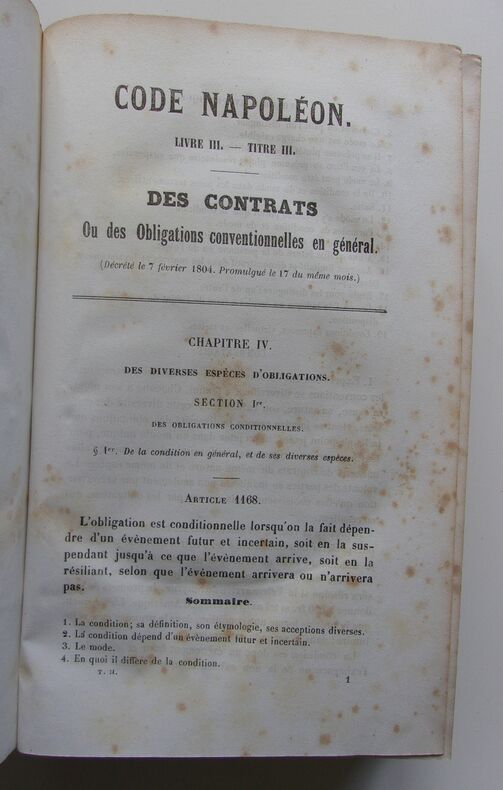 CODE NAPOLÉON.
LIVRE III. — TITRE III.
DES CONTRATS
Ou des Obligations conventionnelles en général.
(Décrété le 7 février 1804. Promulgué le 17 du même mois.)
CHAPITRE IV.
DES DIVERSES ESPÈCES D'OBLIGATIONS.
SECTION Ire.
DES OBLIGATIONS CONDITIONNELLES.
§ 1er. De la condition en général, et de ses diverses espèces.
ARTICLE 1168.
L'obligation est conditionnelle lorsqu'on la fait dépen-
dre d'un évènement futur et incertain, soit en la sus-
pendant jusqu'à ce que l'évènement arrive, soit en la
résiliant, selon que l'évènement arrivera ou n'arrivera
pas.
Sommaire.
1. La condition; sa définition, son étymologie, ses acceptions diverses.
2. La condition dépend d'un évènement futur et incertain.
3. Le mode.
4. En quoi il diffère de la condition.
T. II.
1